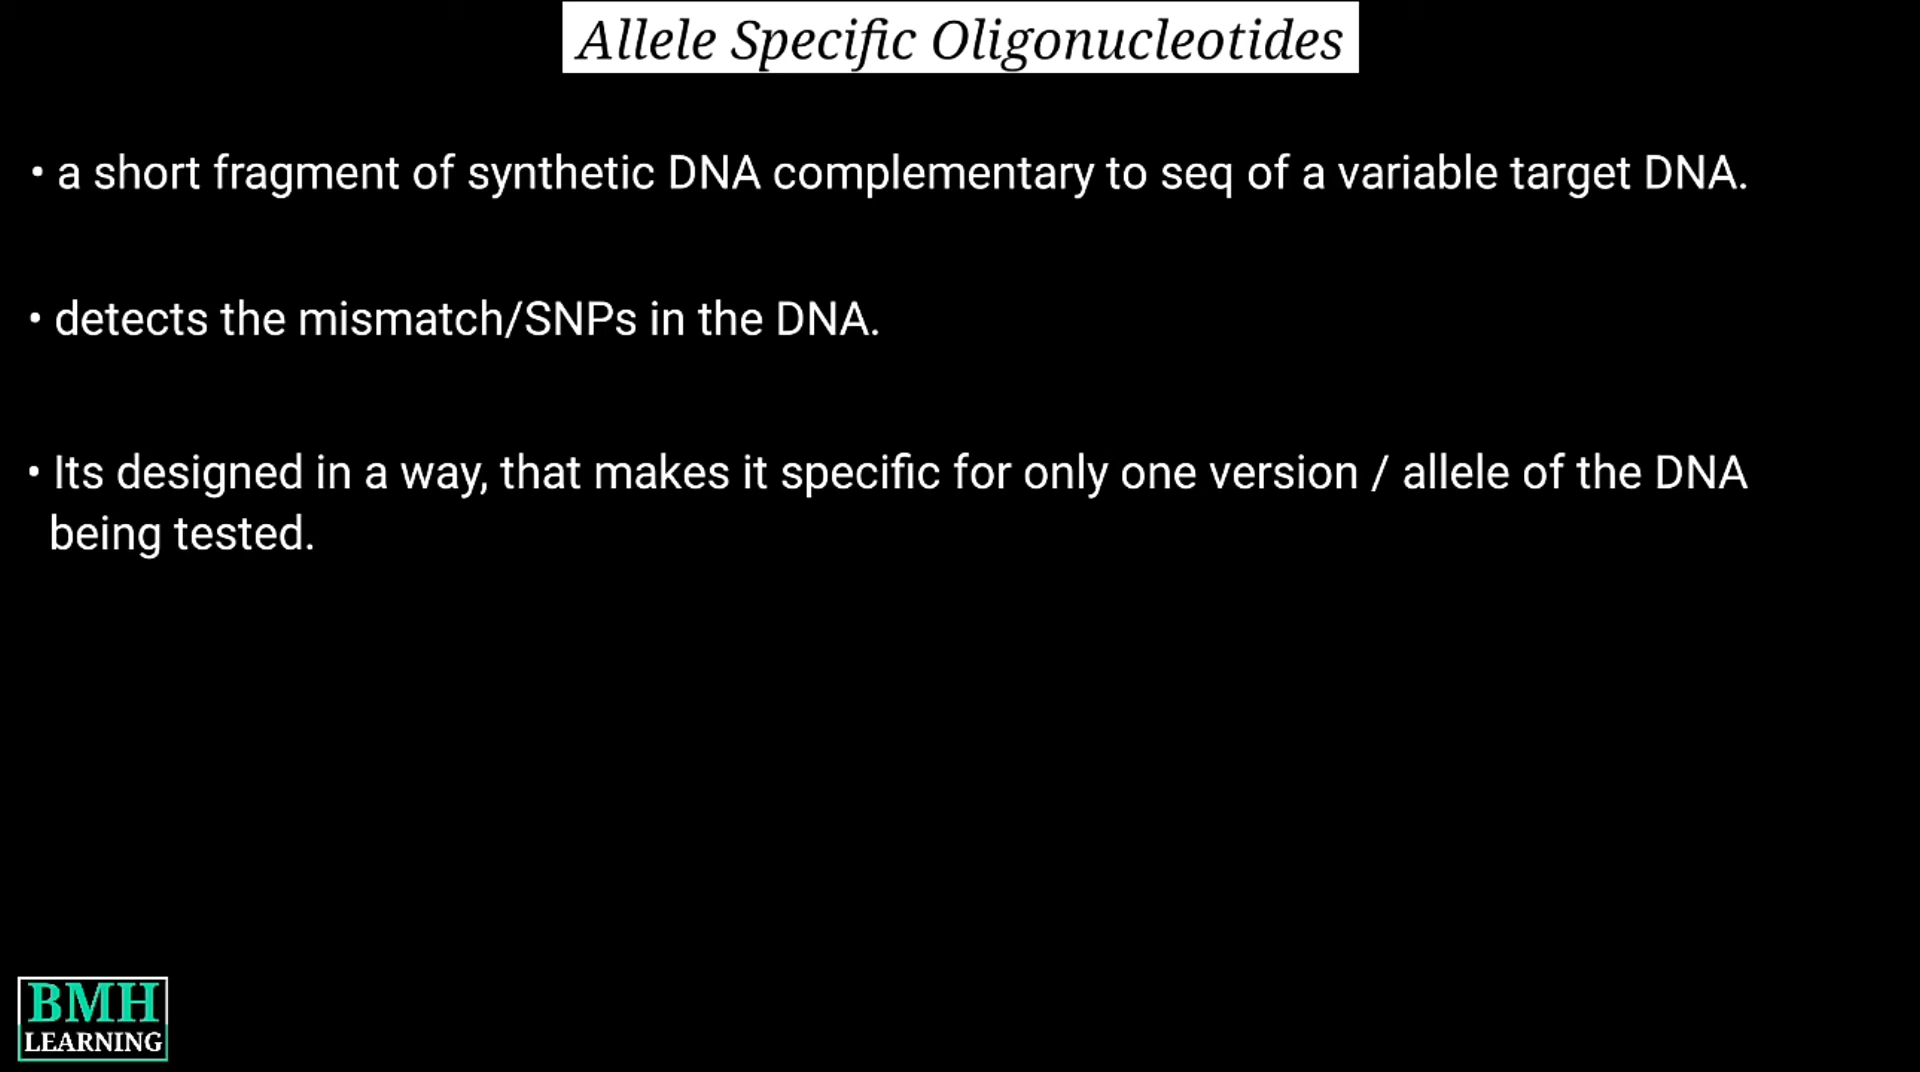 Allele Specific Oligonucleotides
• a short fragment of synthetic DNA complementary to seq of a variable target DNA.
• detects the mismatch/SNPs in the DNA.
• Its designed in a way, that makes it specific for only one version / allele of the DNA
being tested.
BMH
LEARNING